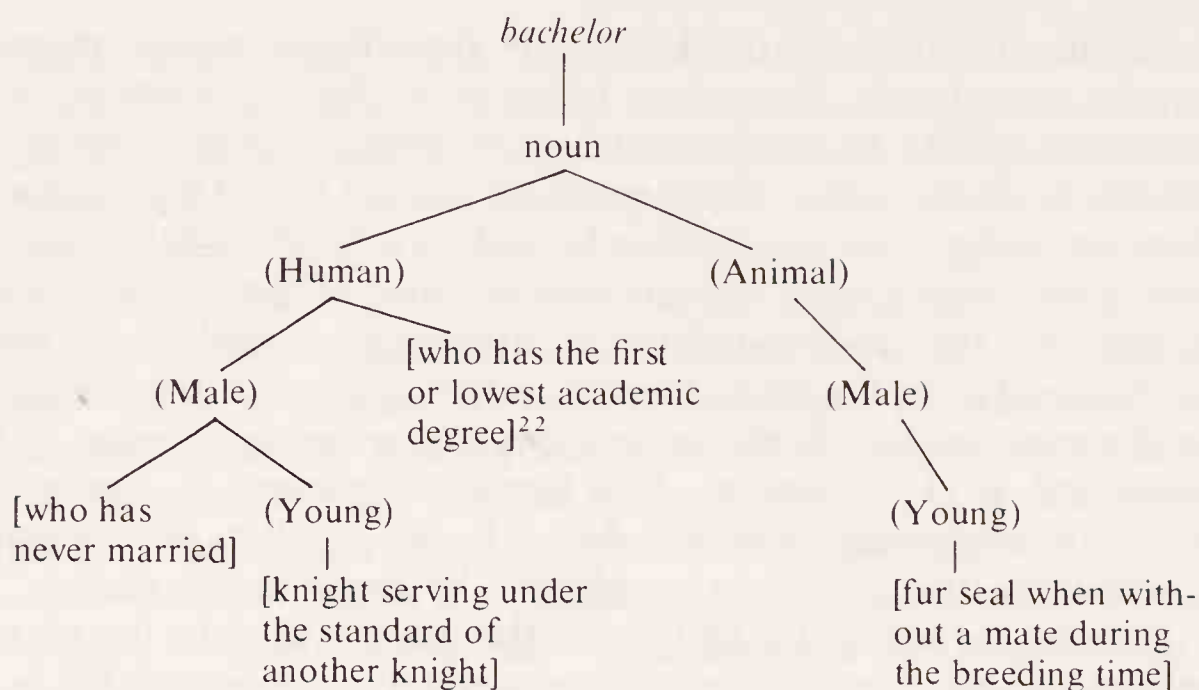 bachelor
noun
(Human)
(Animal)
[who has the first
or lowest academic
degree]22
(Male)
(Male)
[who has
never married]
(Young)
(Young)
[knight serving under
the standard of
another knight]
[fur seal when with-
out a mate during
the breeding time]